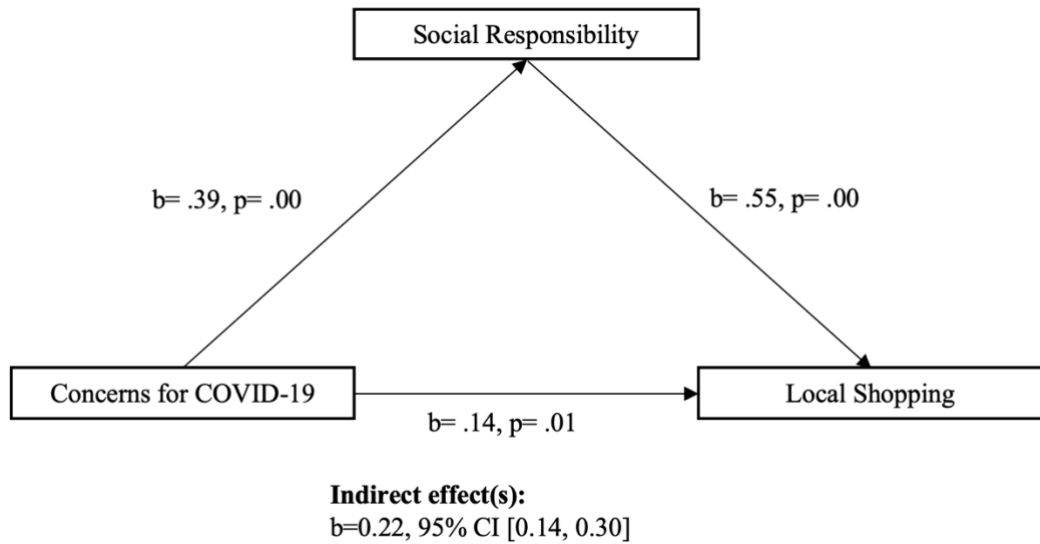 Social Responsibility
b= .39, p= .00
b= .55, p= .00
Concerns for COVID-19
Local Shopping
b= .14, p= .01
Indirect effect(s):
b=0.22, 95% CI [0.14, 0.30]